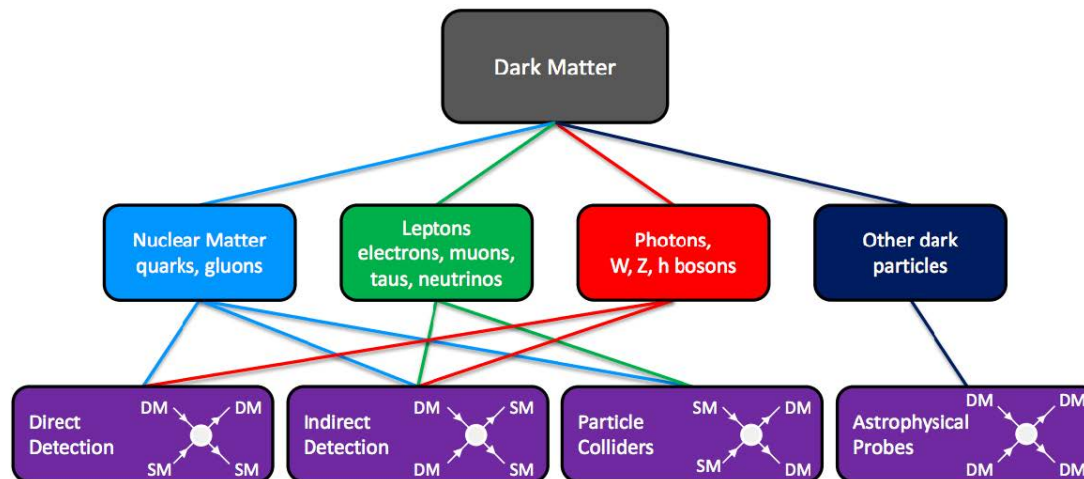 Dark Matter
Nuclear Matter
quarks, gluons
Leptons
electrons, muons,
taus, neutrinos
Photons,
W, Z, h bosons
Other dark
particles
Direct
Detection
DM
DM
SM
SM
Indirect
Detection
DM
SM
DM
SM
Particle
Colliders
SM
DM
SM
DM
Astrophysical
Probes
DM
DM
DM
DM